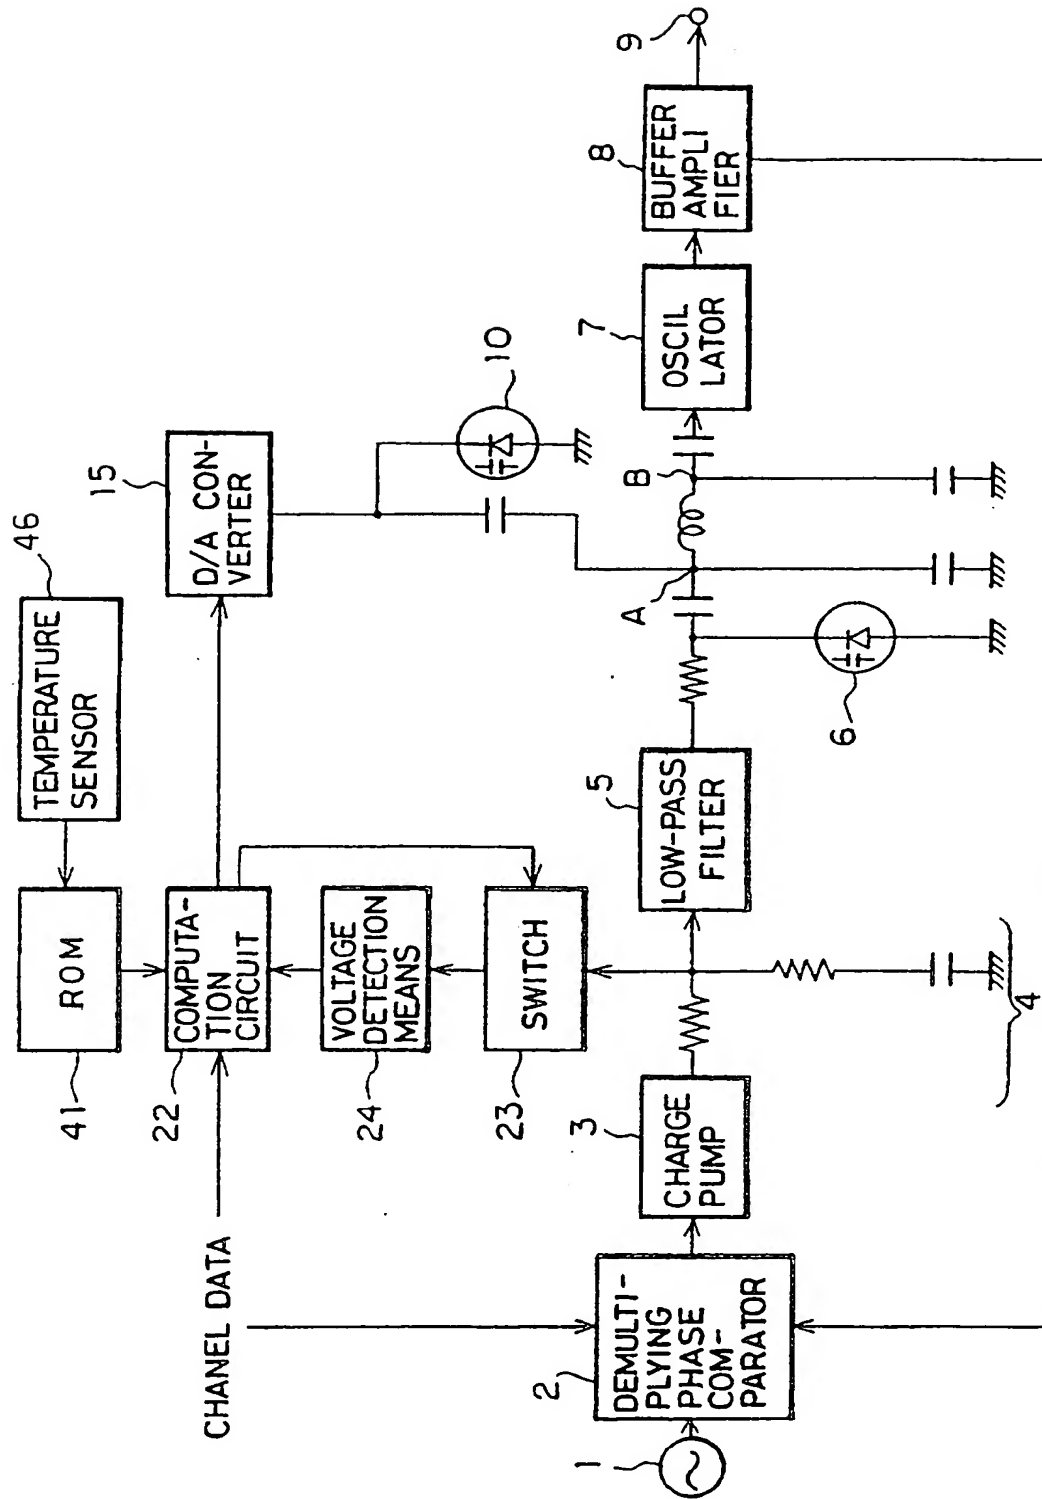 46
TEMPERATURE
SENSOR
15
D/A CON-
VERTER
10
41
ROM
22
COMPUTA-
TION
CIRCUIT
24
VOLTAGE
DETECTION
MEANS
23
SWITCH
CHANEL DATA
1
2
DEMULTI-
PLYING
PHASE
COM-
PARATOR
3
CHARGE
PUMP
4
5
LOW-PASS
FILTER
6
A
B
7
OSCIL
LATOR
8
BUFFER
AMPLI
FIER
9